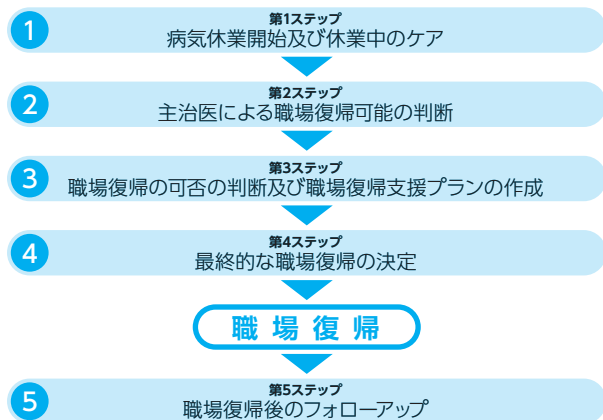 1
第1ステップ
病気休業開始及び休業中のケア
2
第2ステップ
主治医による職場復帰可能の判断
3
第3ステップ
職場復帰の可否の判断及び職場復帰支援プランの作成
4
第4ステップ
最終的な職場復帰の決定
職場復帰
5
第5ステップ
職場復帰後のフォローアップ